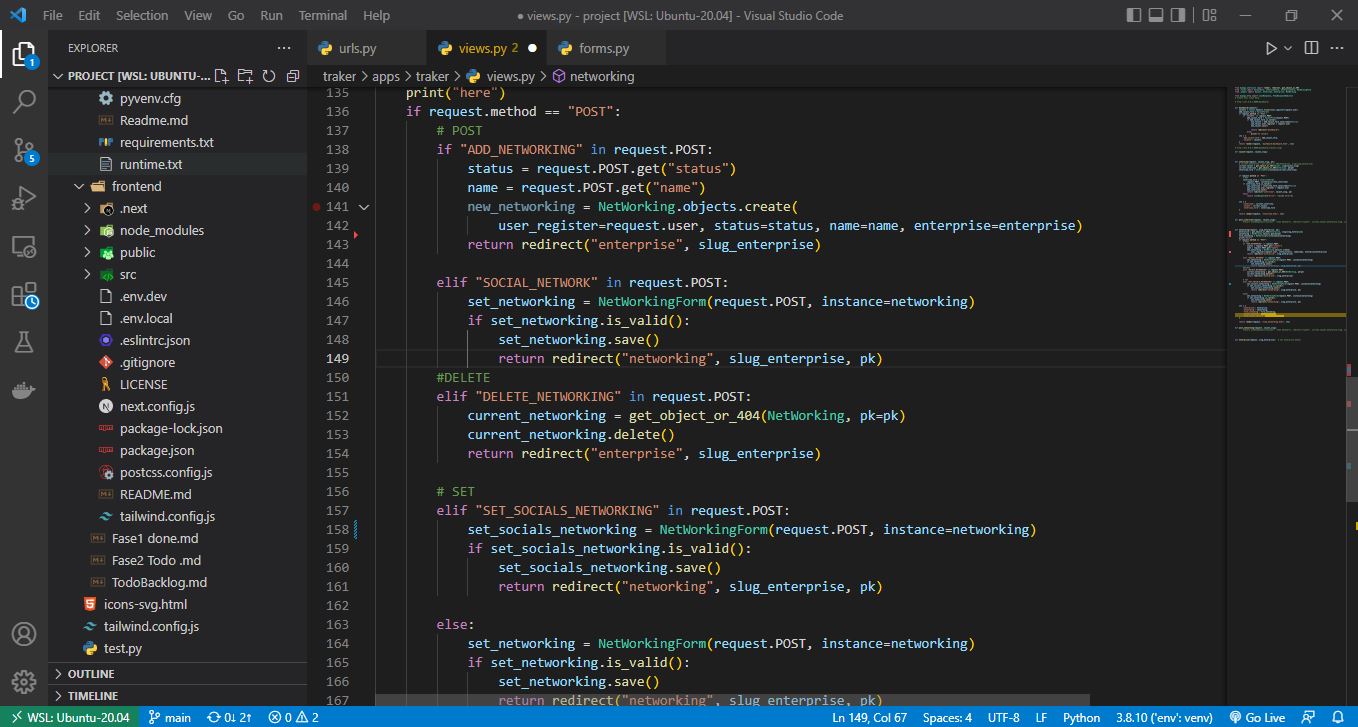 File Edit Selection View Go Run Terminal Help
● views.py - project [WSL: Ubuntu-20.04] - Visual Studio Code
EXPLORER
PROJECT [WSL: UBUNTU-...
pyvenv.cfg
Readme.md
requirements.txt
runtime.txt
frontend
.next
node_modules
public
src
.env.dev
.env.local
.eslintrc.json
.gitignore
LICENSE
next.config.js
package-lock.json
package.json
postcss.config.js
README.md
tailwind.config.js
Fase1 done.md
Fase2 Todo .md
TodoBacklog.md
icons-svg.html
tailwind.config.js
test.py
OUTLINE
TIMELINE
1
5
urls.py
views.py 2 ●
forms.py
traker > apps > traker > views.py > networking
135 print("here")
136 if request.method == "POST":
137 # POST
138 if "ADD_NETWORKING" in request.POST:
139 status = request.POST.get("status")
140 name = request.POST.get("name")
141 new_networking = NetWorking.objects.create(
142 user_register=request.user, status=status, name=name, enterprise=enterprise)
143 return redirect("enterprise", slug_enterprise)
144
145 elif "SOCIAL_NETWORK" in request.POST:
146 set_networking = NetWorkingForm(request.POST, instance=networking)
147 if set_networking.is_valid():
148 set_networking.save()
149 return redirect("networking", slug_enterprise, pk)
150 #DELETE
151 elif "DELETE_NETWORKING" in request.POST:
152 current_networking = get_object_or_404(NetWorking, pk=pk)
153 current_networking.delete()
154 return redirect("enterprise", slug_enterprise)
155
156 # SET
157 elif "SET_SOCIALS_NETWORKING" in request.POST:
158 set_socials_networking = NetWorkingForm(request.POST, instance=networking)
159 if set_socials_networking.is_valid():
160 set_socials_networking.save()
161 return redirect("networking", slug_enterprise, pk)
162
163 else:
164 set_networking = NetWorkingForm(request.POST, instance=networking)
165 if set_networking.is_valid():
166 set_networking.save()
167 return redirect("networking", slug_enterprise, pk)
WSL: Ubuntu-20.04 main 0↓ 2↑ 0 2
Ln 149, Col 67 Spaces: 4 UTF-8 LF Python 3.8.10 ('env': venv) Go Live